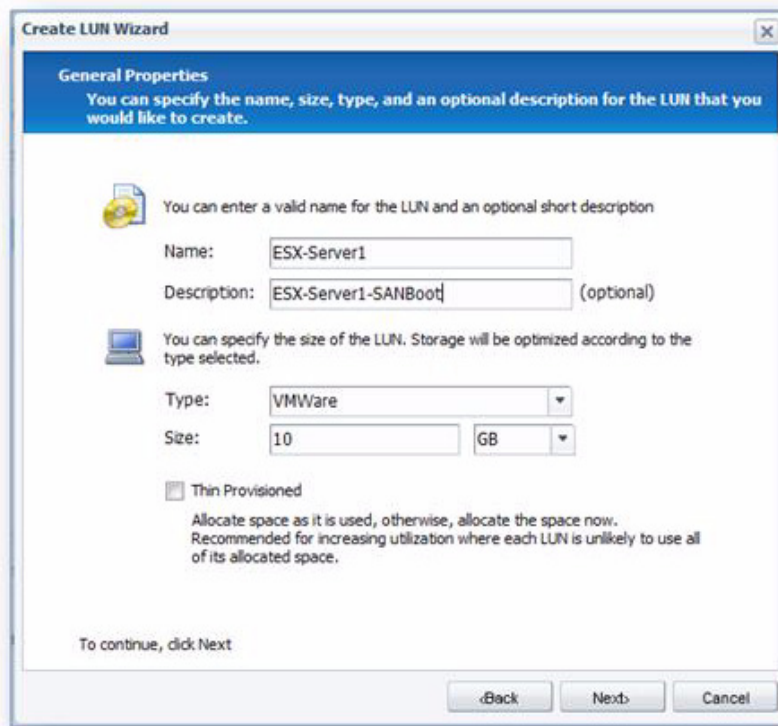 Create LUN Wizard
General Properties
You can specify the name, size, type, and an optional description for the LUN that you
would like to create.
You can enter a valid name for the LUN and an optional short description
Name: ESX-Server1
Description: ESX-Server1-SANBoot (optional)
You can specify the size of the LUN. Storage will be optimized according to the
type selected.
Type: VMWare
Size: 10 GB
Thin Provisioned
Allocate space as it is used, otherwise, allocate the space now.
Recommended for increasing utilization where each LUN is unlikely to use all
of its allocated space.
To continue, click Next
‹Back Next› Cancel